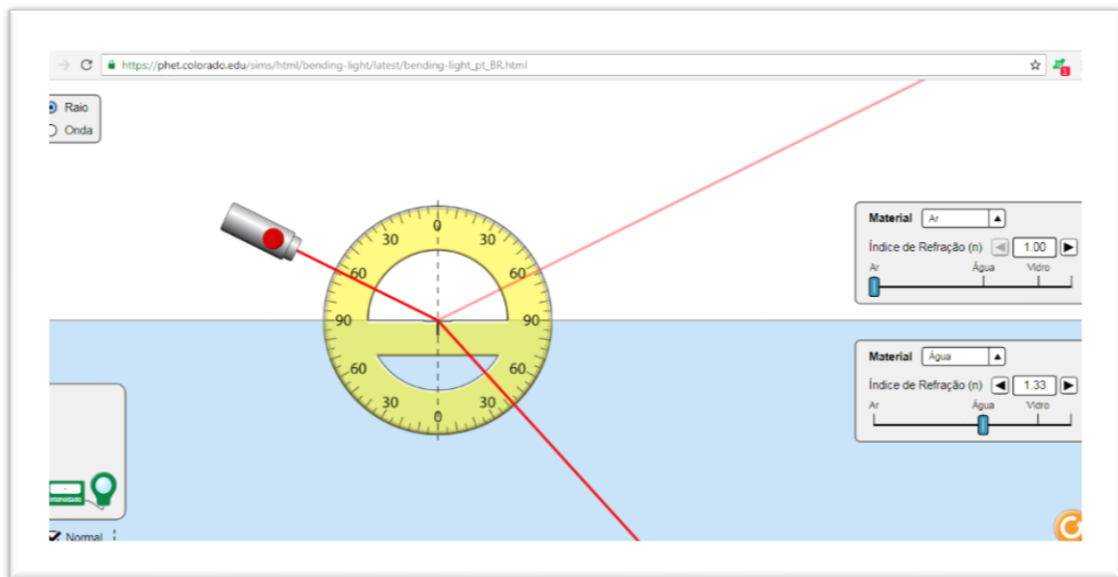 https://phet.colorado.edu/sims/html/bending-light/latest/bending-light_pt_BR.html
Raio
Onda
Material Ar
Índice de Refração (n) 1.00
Ar Água Vidro
0
30 30
60 60
90 90
60 60
30 30
0
Material Água
Índice de Refração (n) 1.33
Ar Água Vidro
Normal